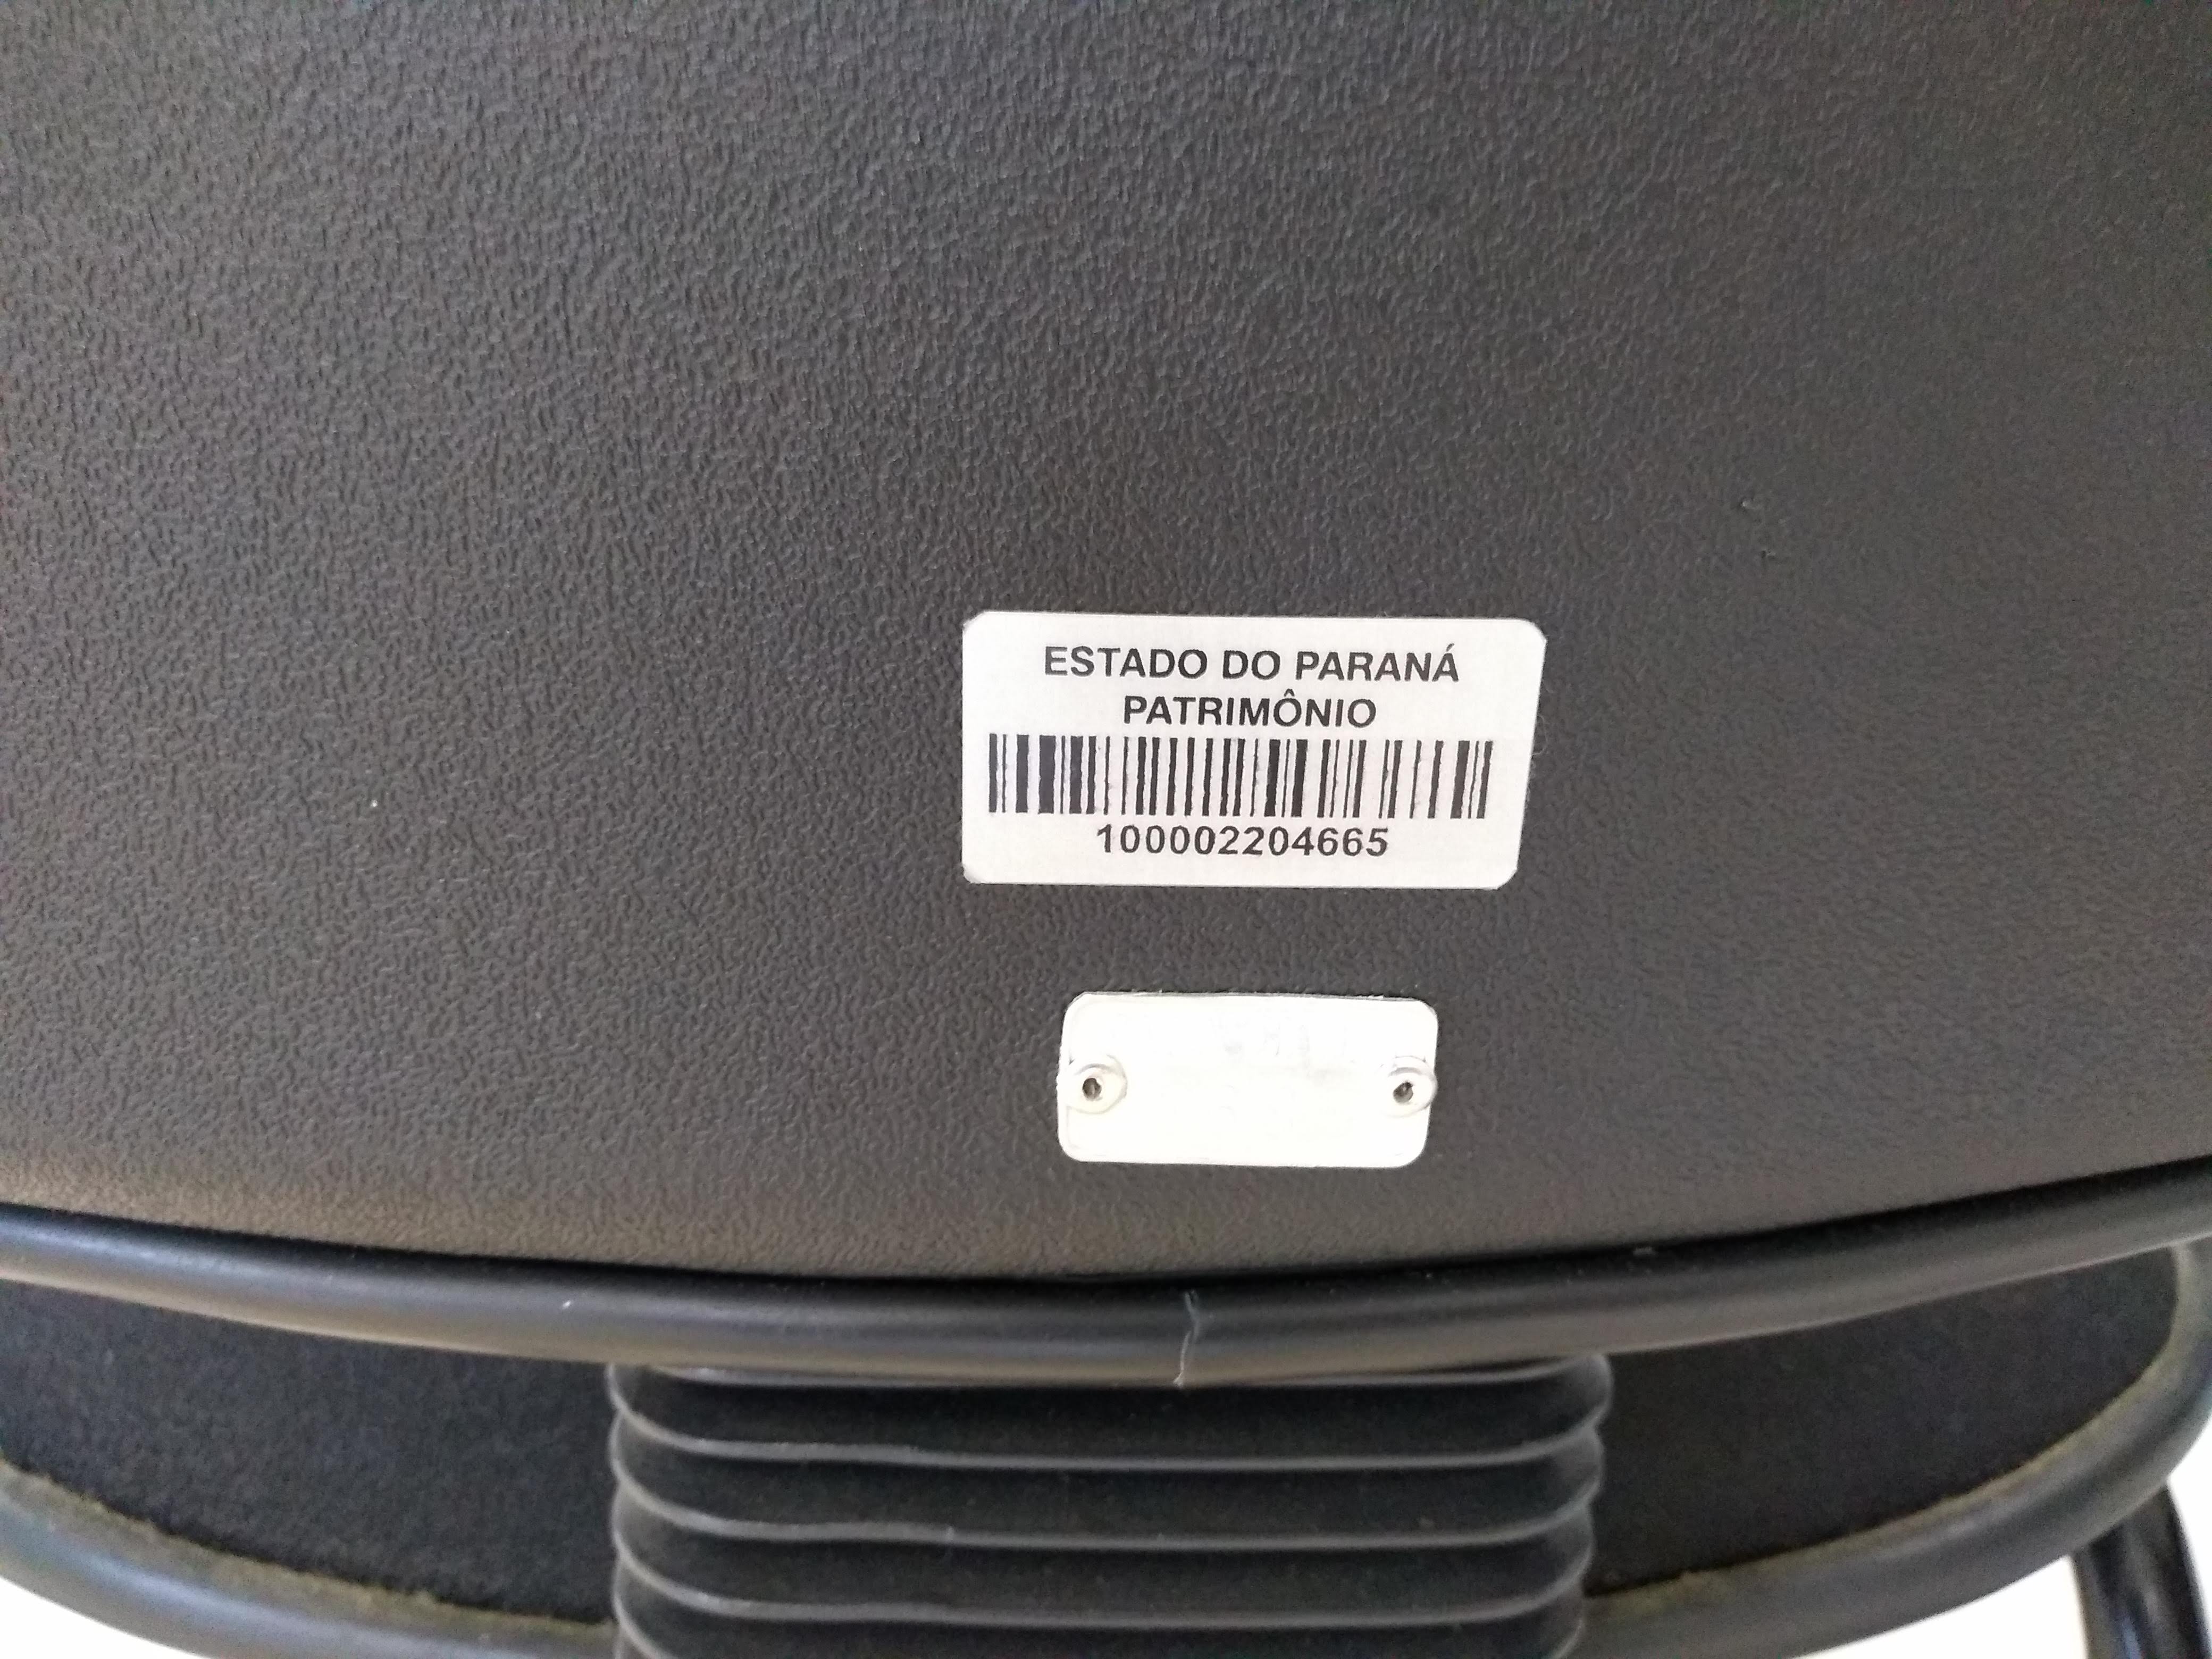 ESTADO DO PARANÁ
PATRIMÔNIO
100002204665